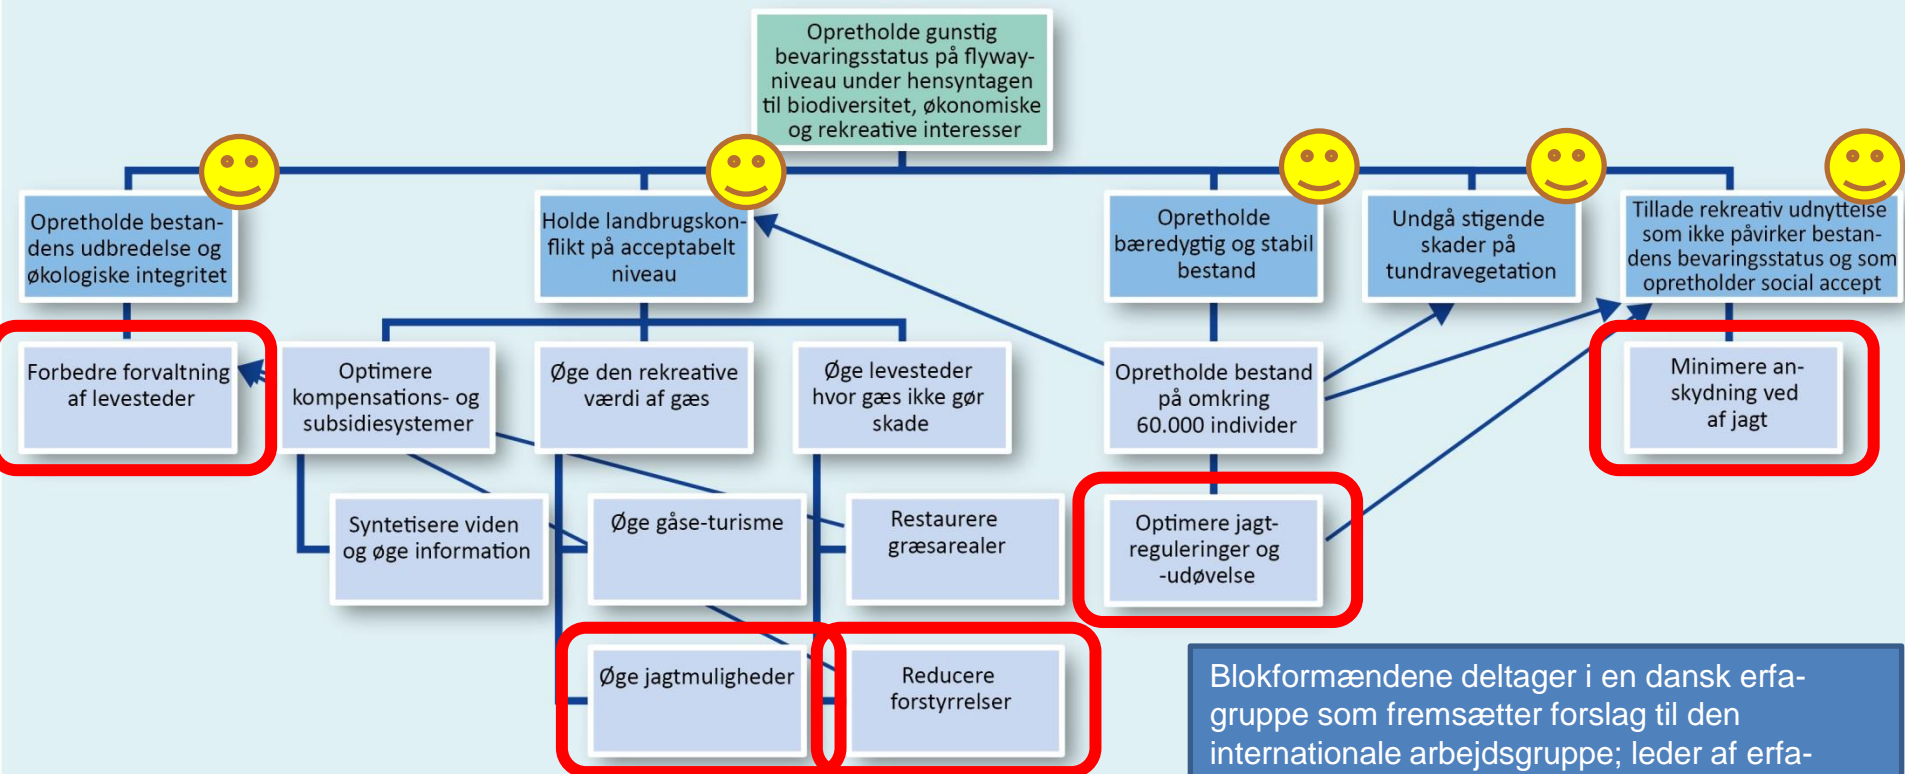 Opretholde gunstig
bevaringsstatus på flyway-
niveau under hensyntagen
til biodiversitet, økonomiske
og rekreative interesser
Opretholde bestan-
dens udbredelse og
økologiske integritet
Holde landbrugskon-
flikt på acceptabelt
niveau
Opretholde
bæredygtig og stabil
bestand
Undgå stigende
skader på
tundravegetation
Tillade rekreativ udnyttelse
som ikke påvirker bestan-
dens bevaringsstatus og som
opretholder social accept
Forbedre forvaltning
af levesteder
Optimere
kompensations- og
subsidiesystemer
Øge den rekreative
værdi af gæs
Øge levesteder
hvor gæs ikke gør
skade
Opretholde bestand
på omkring
60.000 individer
Minimere an-
skydning ved
af jagt
Syntetisere viden
og øge information
Øge gåse-turisme
Restaurere
græsarealer
Optimere jagt-
reguleringer og
-udøvelse
Øge jagtmuligheder
Reducere
forstyrrelser
Blokformændene deltager i en dansk erfa-
gruppe som fremsætter forslag til den
internationale arbejdsgruppe; leder af erfa-